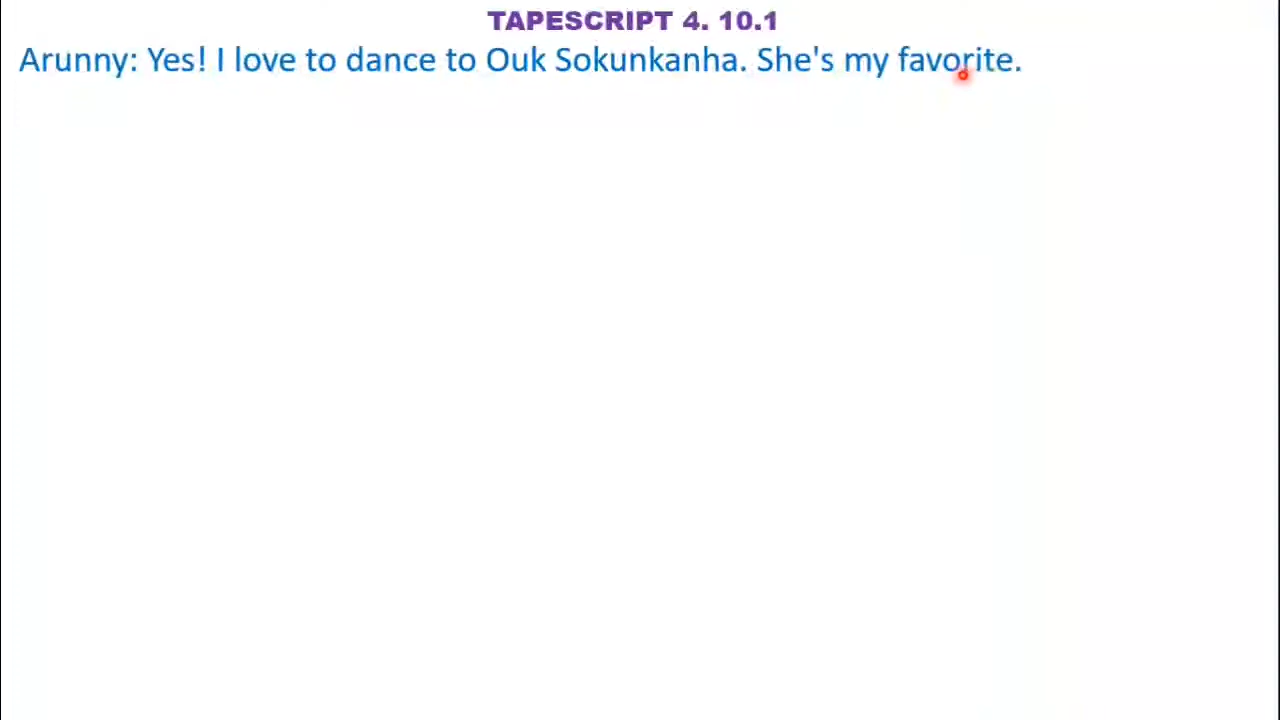 TAPESCRIPT 4. 10.1
Arunny: Yes! I love to dance to Ouk Sokunkanha. She's my favorite.